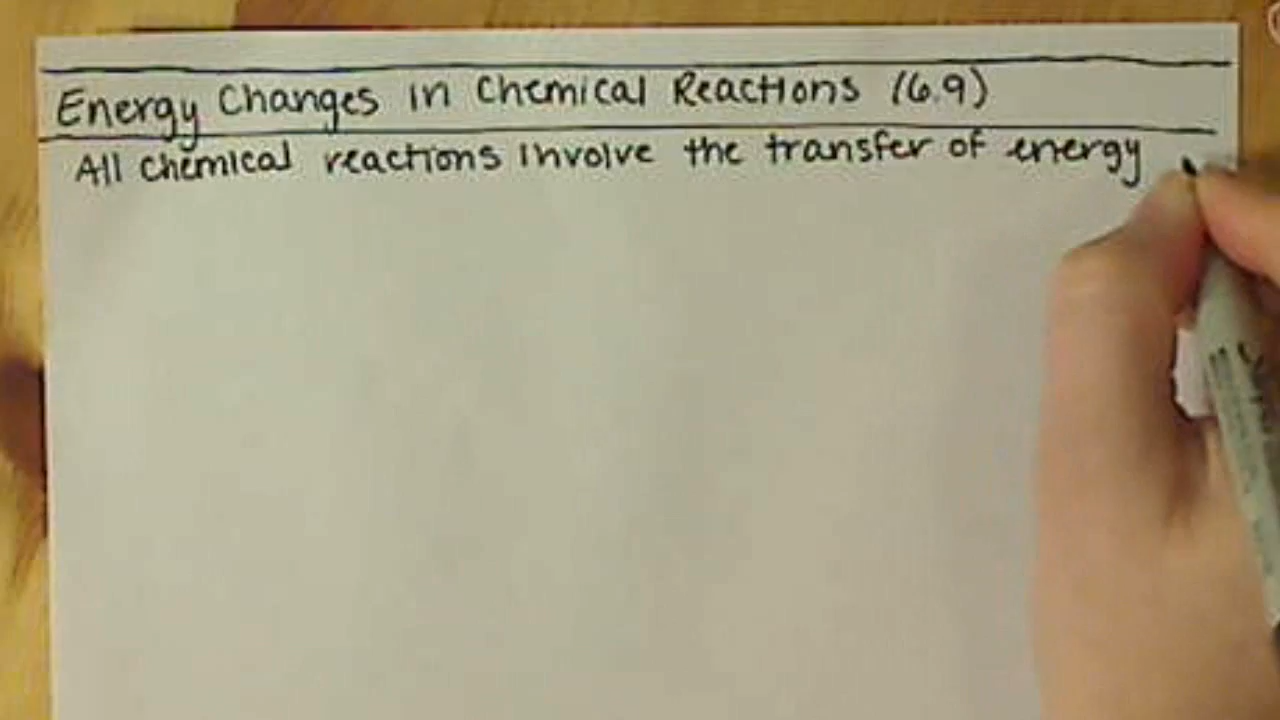 Energy Changes in Chemical Reactions (6.9)
All chemical reactions involve the transfer of energy